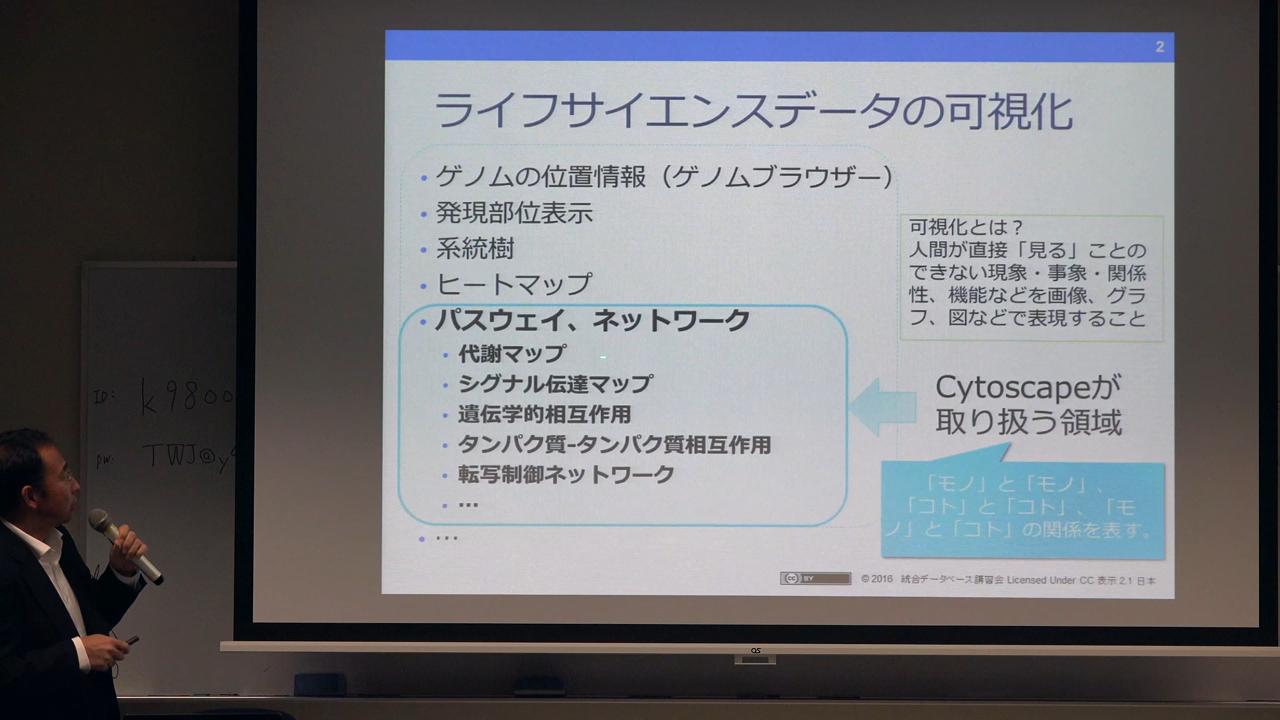 2
ライフサイエンスデータの可視化
• ゲノムの位置情報（ゲノムブラウザー）
• 発現部位表示
• 系統樹
• ヒートマップ
• パスウェイ、ネットワーク
• 代謝マップ
• シグナル伝達マップ
• 遺伝学的相互作用
• タンパク質-タンパク質相互作用
• 転写制御ネットワーク
• …
• …
可視化とは？
人間が直接「見る」ことの
できない現象・事象・関係
性、機能などを画像、グラ
フ、図などで表現すること
Cytoscapeが
取り扱う領域
「モノ」と「モノ」、
「コト」と「コト」、「モ
ノ」と「コト」の関係を表す。
cc BY
© 2016 統合データベース講習会 Licensed Under CC 表示 2.1 日本
ID: k9800
pw: TWJ@y
OS